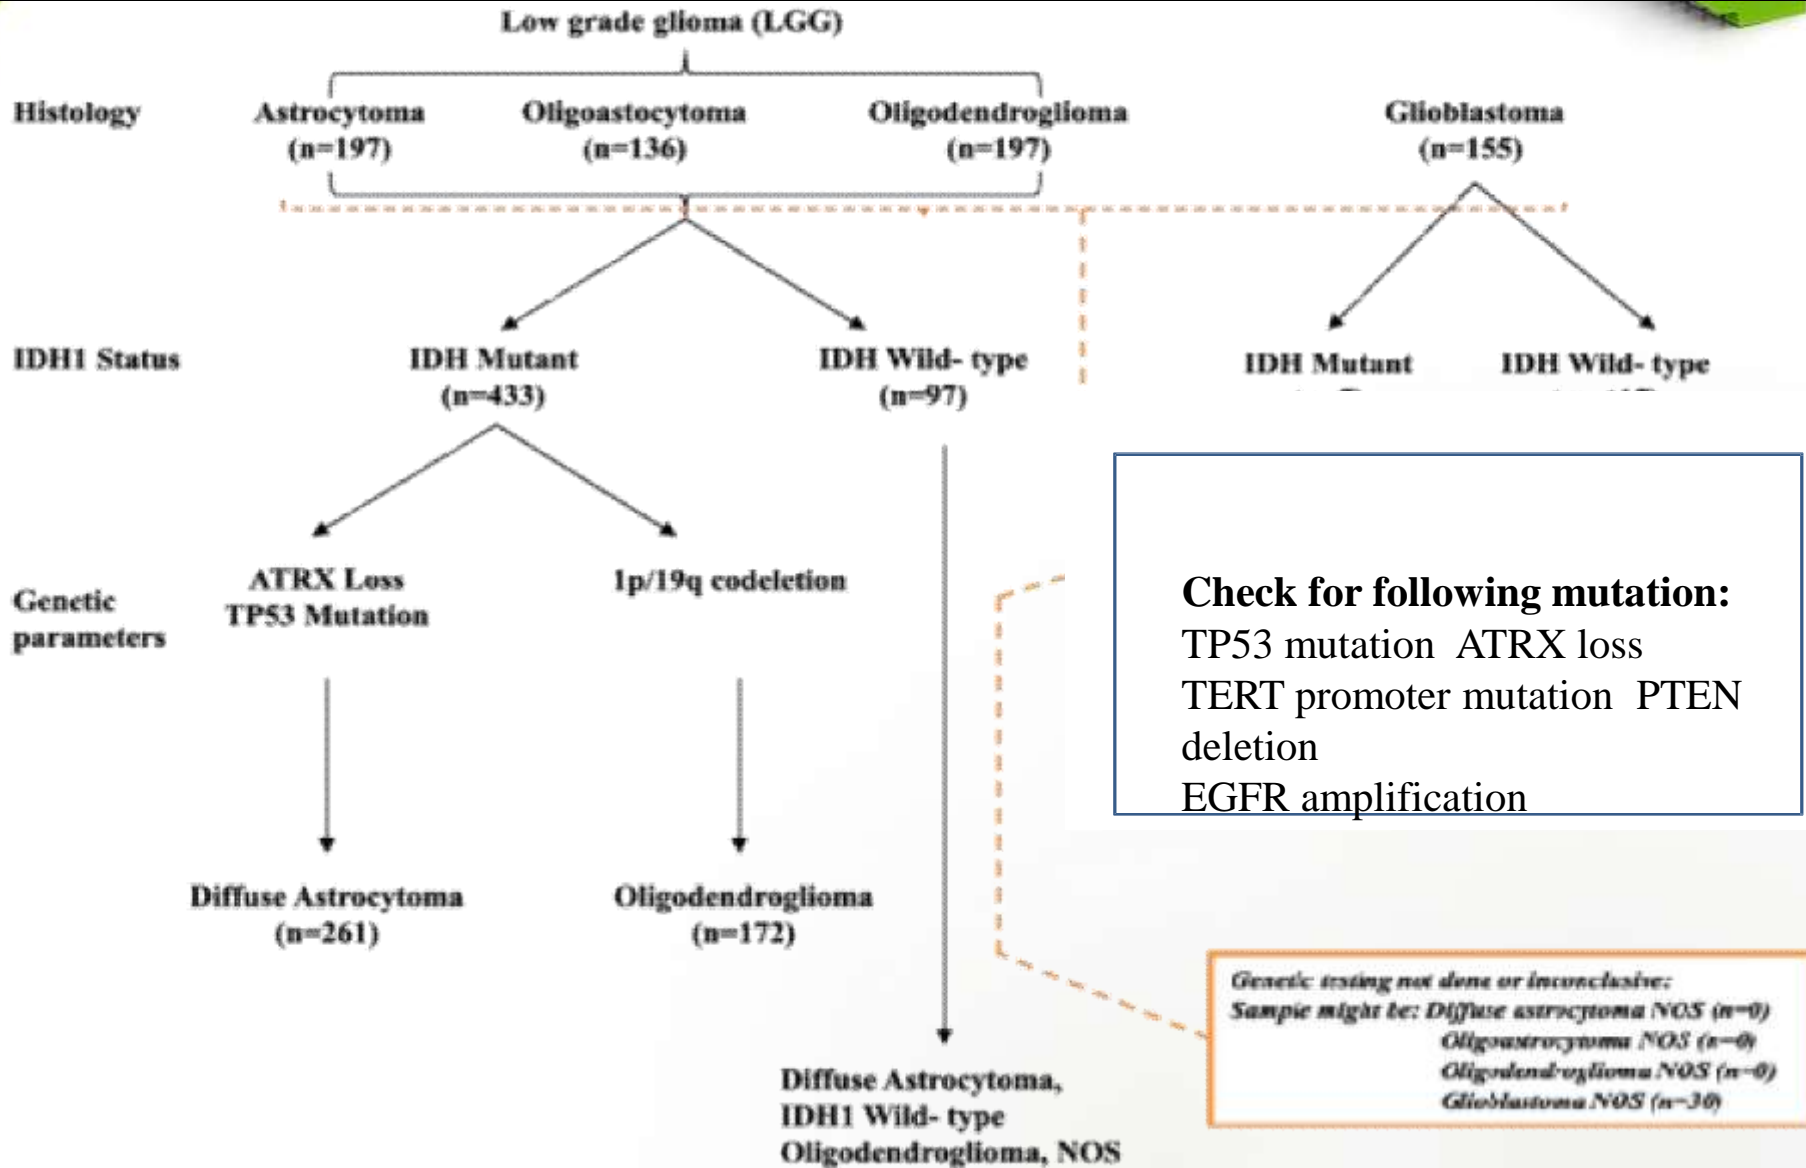 Low grade glioma (LGG)
Histology
Astrocytoma
(n=197)
Oligoastocytoma
(n=136)
Oligodendroglioma
(n=197)
Glioblastoma
(n=155)
IDH1 Status
IDH Mutant
(n=433)
IDH Wild- type
(n=97)
IDH Mutant
IDH Wild- type
Genetic
parameters
ATRX Loss
TP53 Mutation
1p/19q codeletion
Check for following mutation:
TP53 mutation ATRX loss
TERT promoter mutation PTEN
deletion
EGFR amplification
Diffuse Astrocytoma
(n=261)
Oligodendroglioma
(n=172)
Genetic testing not done or inconclusive:
Sample might be: Diffuse astrocytoma NOS (n=0)
Oligoastrocytoma NOS (n=0)
Oligodendroglioma NOS (n=0)
Glioblastoma NOS (n=30)
Diffuse Astrocytoma,
IDH1 Wild- type
Oligodendroglioma, NOS